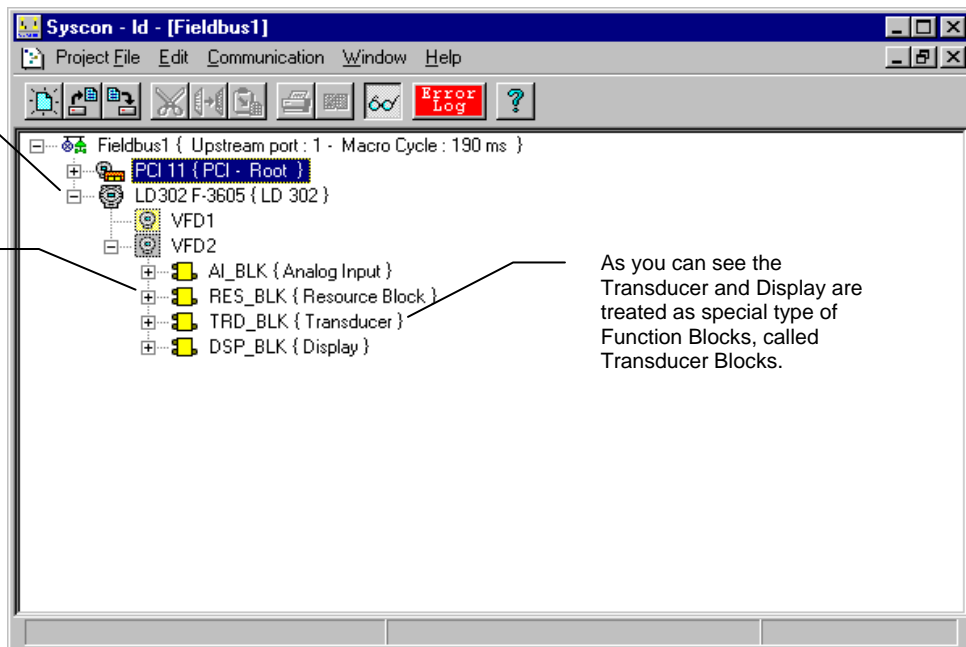 Syscon - Id - [Fieldbus1]
Project File Edit Communication Window Help
Error
Log
?
Fieldbus1 { Upstream port : 1 - Macro Cycle : 190 ms }
PCI 11 { PCI - Root }
LD302 F-3605 { LD 302 }
VFD1
VFD2
AI_BLK { Analog Input }
RES_BLK { Resource Block }
TRD_BLK { Transducer }
DSP_BLK { Display }
As you can see the
Transducer and Display are
treated as special type of
Function Blocks, called
Transducer Blocks.